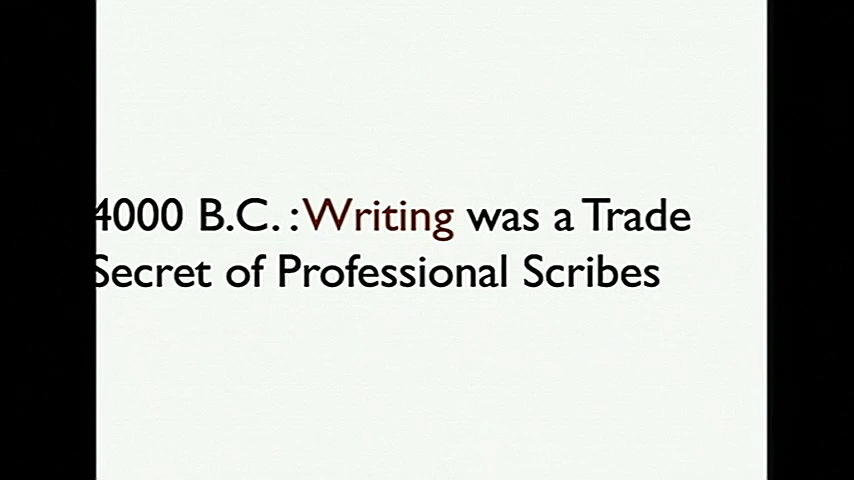 4000 B.C. : Writing was a Trade
Secret of Professional Scribes